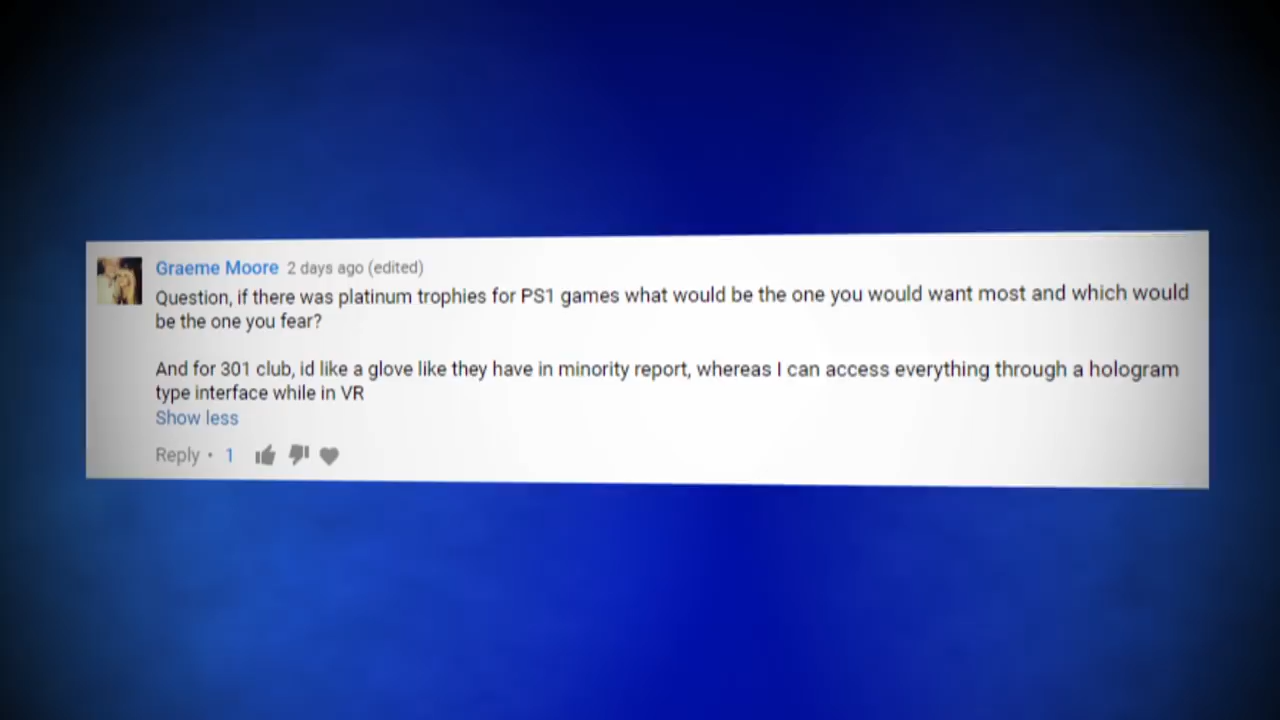 Graeme Moore 2 days ago (edited)
Question, if there was platinum trophies for PS1 games what would be the one you would want most and which would
be the one you fear?
And for 301 club, id like a glove like they have in minority report, whereas I can access everything through a hologram
type interface while in VR
Show less
Reply • 1